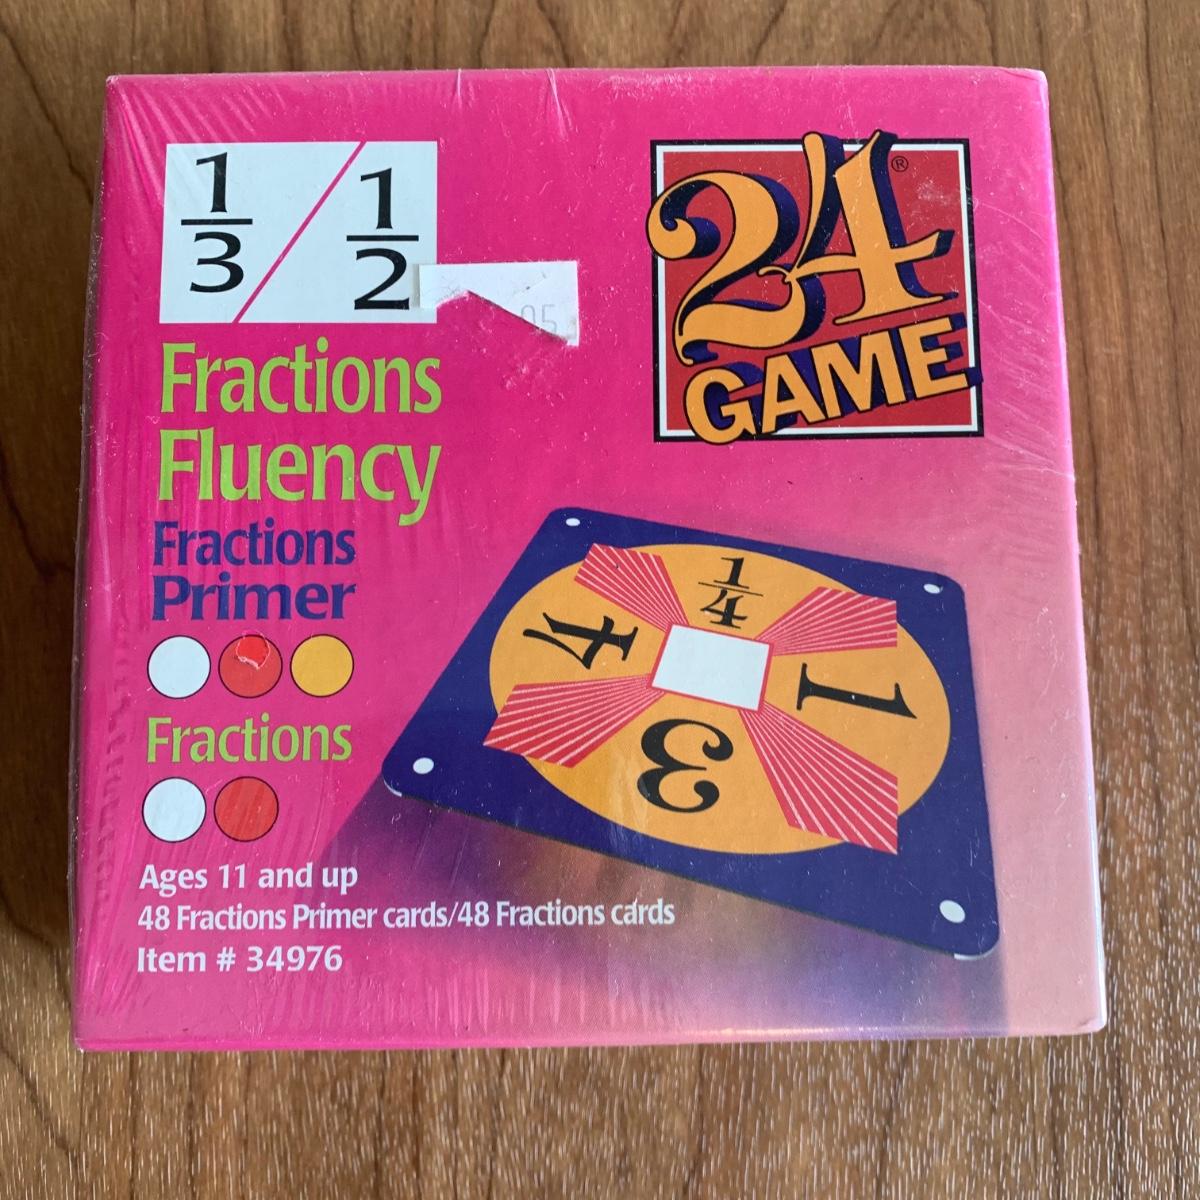 1/3 / 1/2
24®
GAME
05
Fractions
Fluency
Fractions
Primer
Fractions
1/4
4
1
3
Ages 11 and up
48 Fractions Primer cards/48 Fractions cards
Item # 34976